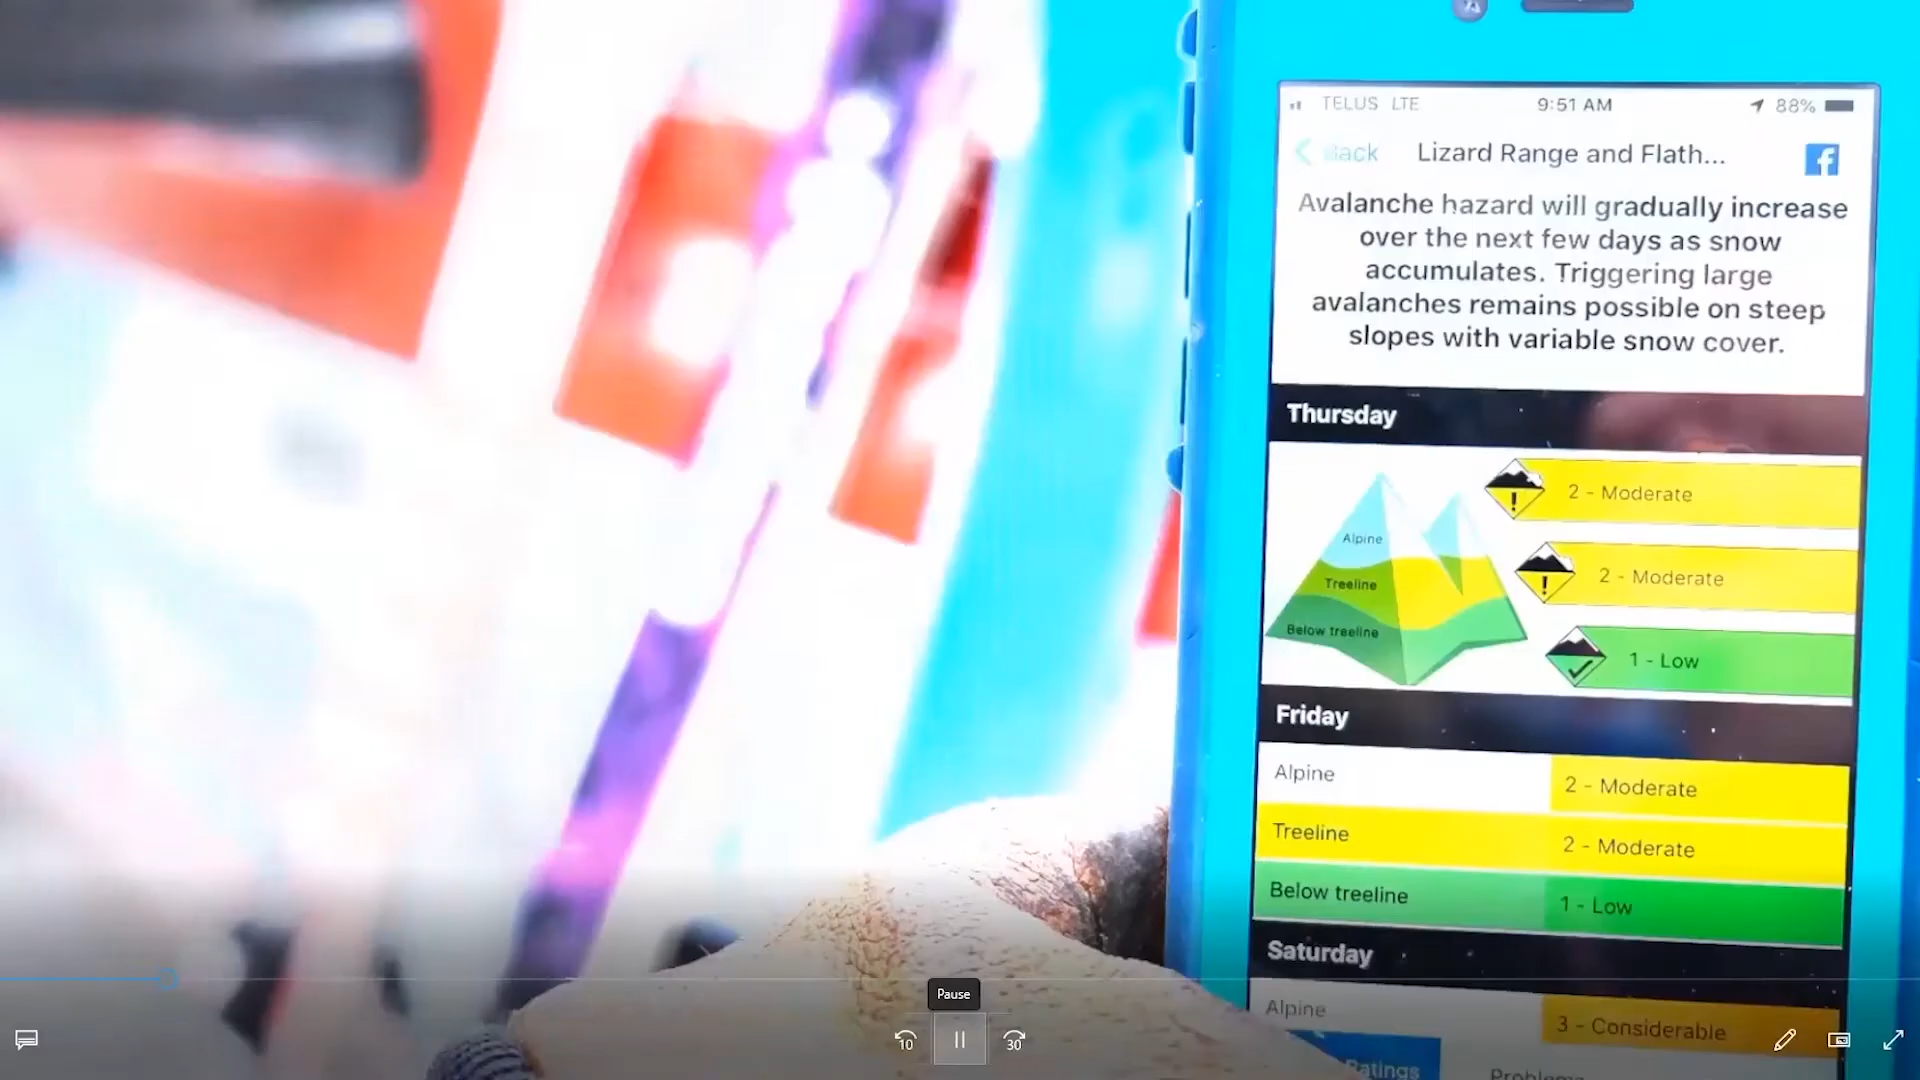 TELUS LTE 9:51 AM 88%
Back Lizard Range and Flath...
Avalanche hazard will gradually increase
over the next few days as snow
accumulates. Triggering large
avalanches remains possible on steep
slopes with variable snow cover.
Thursday
2 - Moderate
Alpine
2 - Moderate
Treeline
Below treeline
1 - Low
Friday
Alpine 2 - Moderate
Treeline 2 - Moderate
Below treeline 1 - Low
Saturday
Alpine 3 - Considerable
Ratings
Pause
10
30